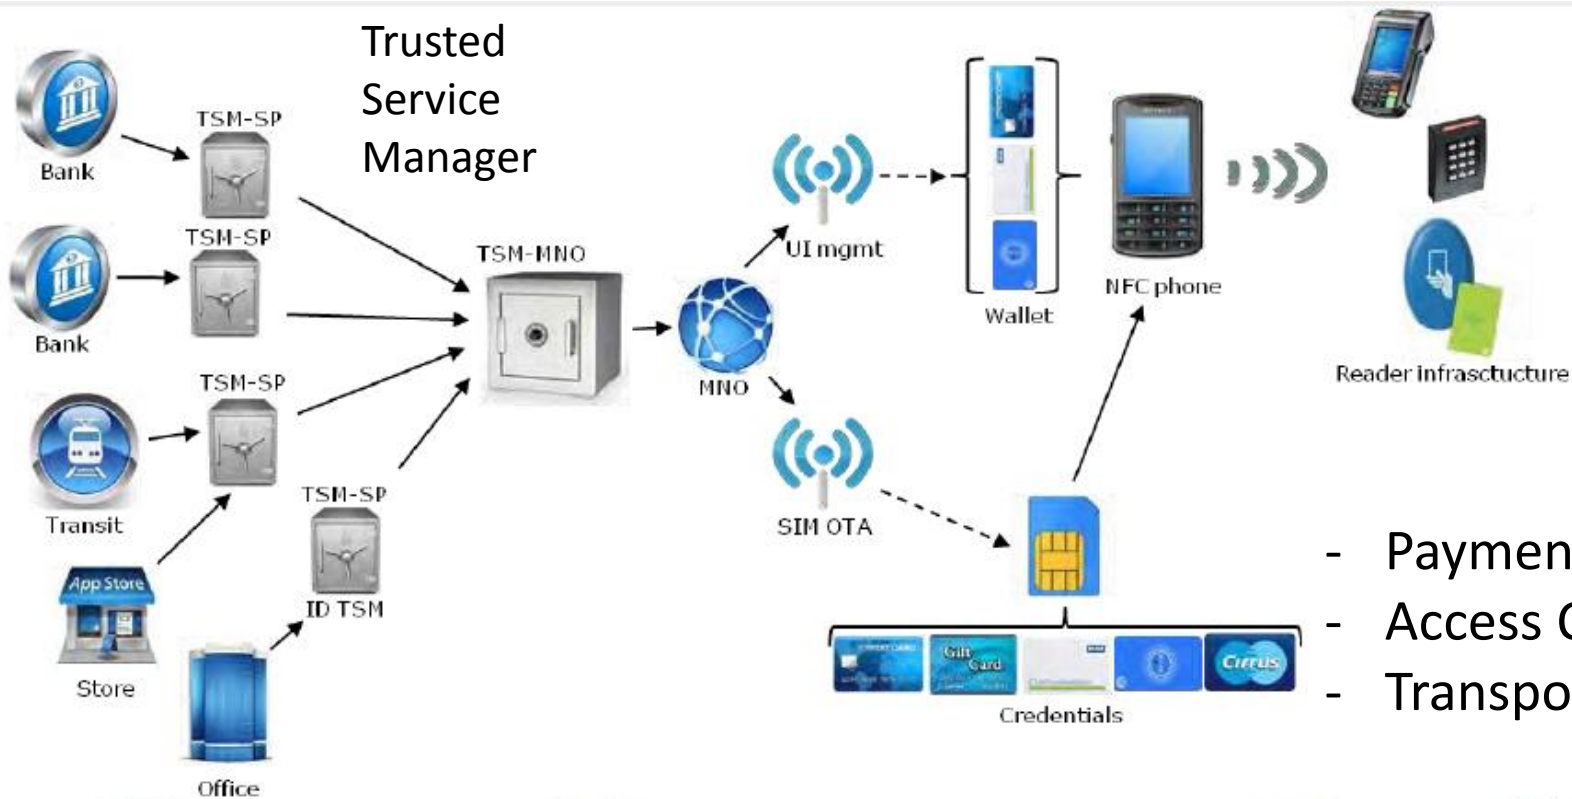 Trusted
Service
Manager
Bank
TSM-SP
Bank
TSM-SP
Transit
TSM-SP
App Store
Store
TSM-SP
ID TSM
Office
TSM-MNO
MNO
UI mgmt
SIM OTA
Wallet
NFC phone
Reader infrasctucture
Gift
Card
Cirrus
Credentials
- Paymen
- Access
- Transpo